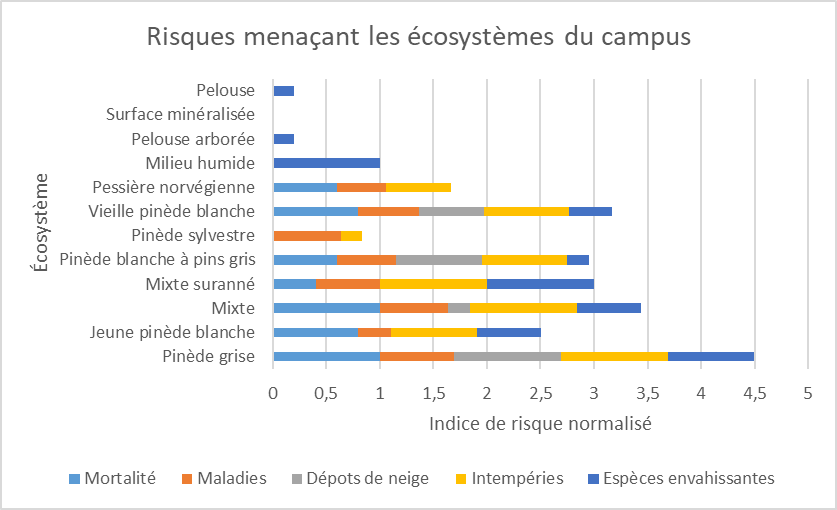 Risques menaçant les écosystèmes du campus
Écosystème
Pelouse
Surface minéralisée
Pelouse arborée
Milieu humide
Pessière norvégienne
Vieille pinède blanche
Pinède sylvestre
Pinède blanche à pins gris
Mixte suranné
Mixte
Jeune pinède blanche
Pinède grise
0 0,5 1 1,5 2 2,5 3 3,5 4 4,5 5
Indice de risque normalisé
Mortalité Maladies Dépots de neige Intempéries Espèces envahissantes